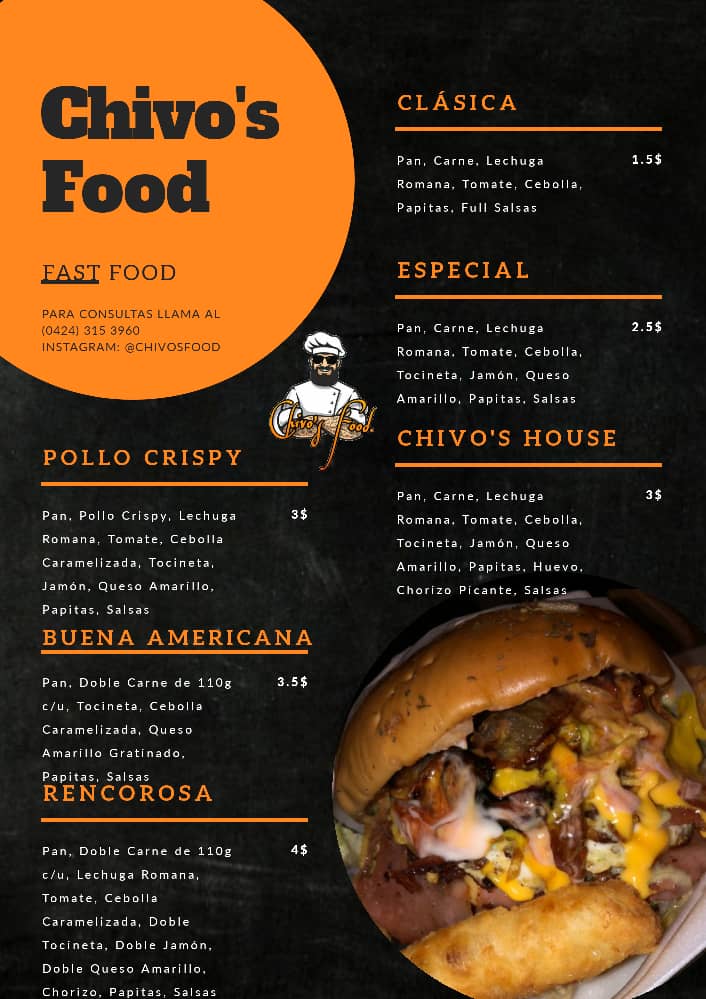 Chivo's
Food
FAST FOOD
PARA CONSULTAS LLAMA AL
(0424) 315 3960
INSTAGRAM: @CHIVOSFOOD
Chivo's Food
POLLO CRISPY
Pan, Pollo Crispy, Lechuga 3$
Romana, Tomate, Cebolla
Caramelizada, Tocineta,
Jamón, Queso Amarillo,
Papitas, Salsas
BUENA AMERICANA
Pan, Doble Carne de 110g 3.5$
c/u, Tocineta, Cebolla
Caramelizada, Queso
Amarillo Gratinado,
Papitas, Salsas
RENCOROSA
Pan, Doble Carne de 110g 4$
c/u, Lechuga Romana,
Tomate, Cebolla
Caramelizada, Doble
Tocineta, Doble Jamón,
Doble Queso Amarillo,
Chorizo, Papitas, Salsas
CLÁSICA
Pan, Carne, Lechuga 1.5$
Romana, Tomate, Cebolla,
Papitas, Full Salsas
ESPECIAL
Pan, Carne, Lechuga 2.5$
Romana, Tomate, Cebolla,
Tocineta, Jamón, Queso
Amarillo, Papitas, Salsas
CHIVO'S HOUSE
Pan, Carne, Lechuga 3$
Romana, Tomate, Cebolla,
Tocineta, Jamón, Queso
Amarillo, Papitas, Huevo,
Chorizo Picante, Salsas